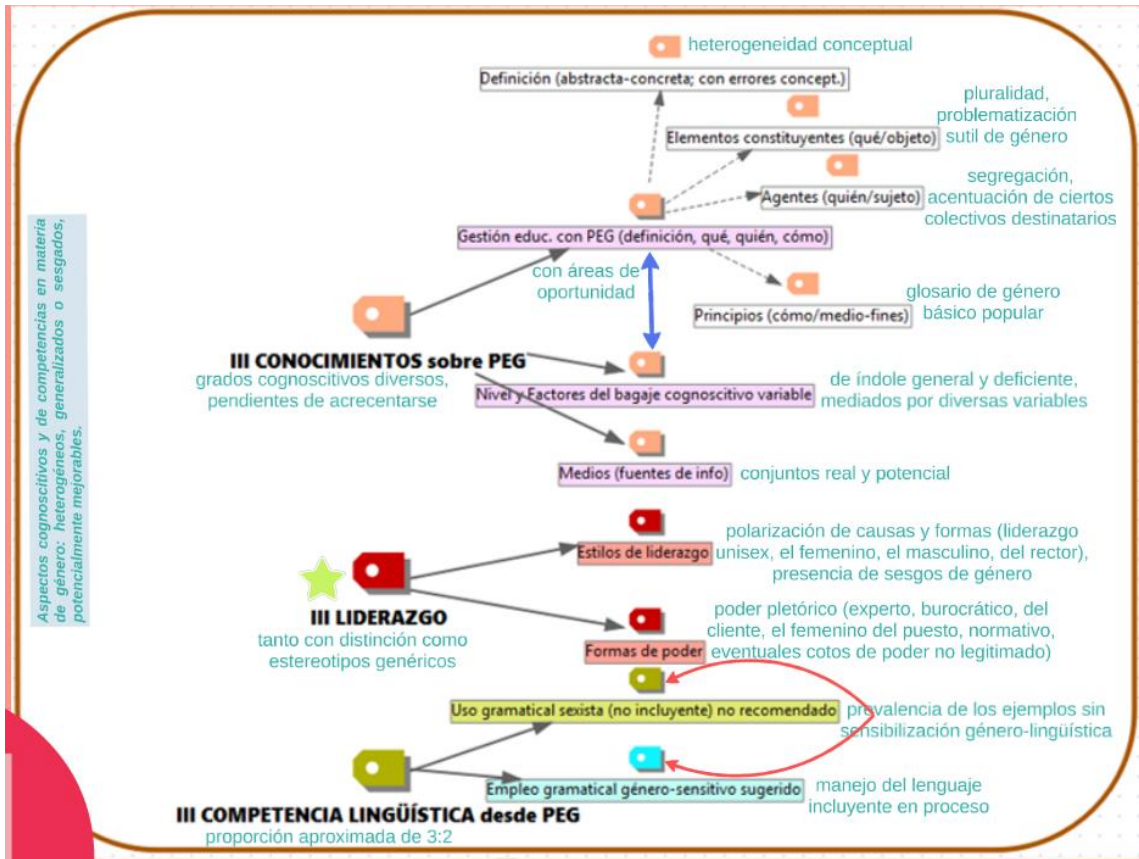 heterogeneidad conceptual
Definición (abstracta-concreta; con errores concept.)
pluralidad,
problematización
sutil de género
Elementos constituyentes (qué/objeto)
segregación,
acentuación de ciertos
colectivos destinatarios
Agentes (quién/sujeto)
Gestión educ. con PEG (definición, qué, quién, cómo)
con áreas de
oportunidad
glosario de género
básico popular
Principios (cómo/medio-fines)
III CONOCIMIENTOS sobre PEG
grados cognoscitivos diversos,
pendientes de acrecentarse
Nivel y Factores del bagaje cognoscitivo variable
de índole general y deficiente,
mediados por diversas variables
Medios (fuentes de info)
conjuntos real y potencial
Aspectos cognoscitivos y de competencias en materia
de género: heterogéneos, generalizados o sesgados,
potencialmente mejorables.
Estilos de liderazgo
polarización de causas y formas (liderazgo
unisex, el femenino, el masculino, del rector),
presencia de sesgos de género
III LIDERAZGO
tanto con distinción como
estereotipos genéricos
Formas de poder
poder pletórico (experto, burocrático, del
cliente, el femenino del puesto, normativo,
eventuales cotos de poder no legitimado)
Uso gramatical sexista (no incluyente) no recomendado
prevalencia de los ejemplos sin
sensibilización género-lingüística
Empleo gramatical género-sensitivo sugerido
manejo del lenguaje
incluyente en proceso
III COMPETENCIA LINGÜÍSTICA desde PEG
proporción aproximada de 3:2